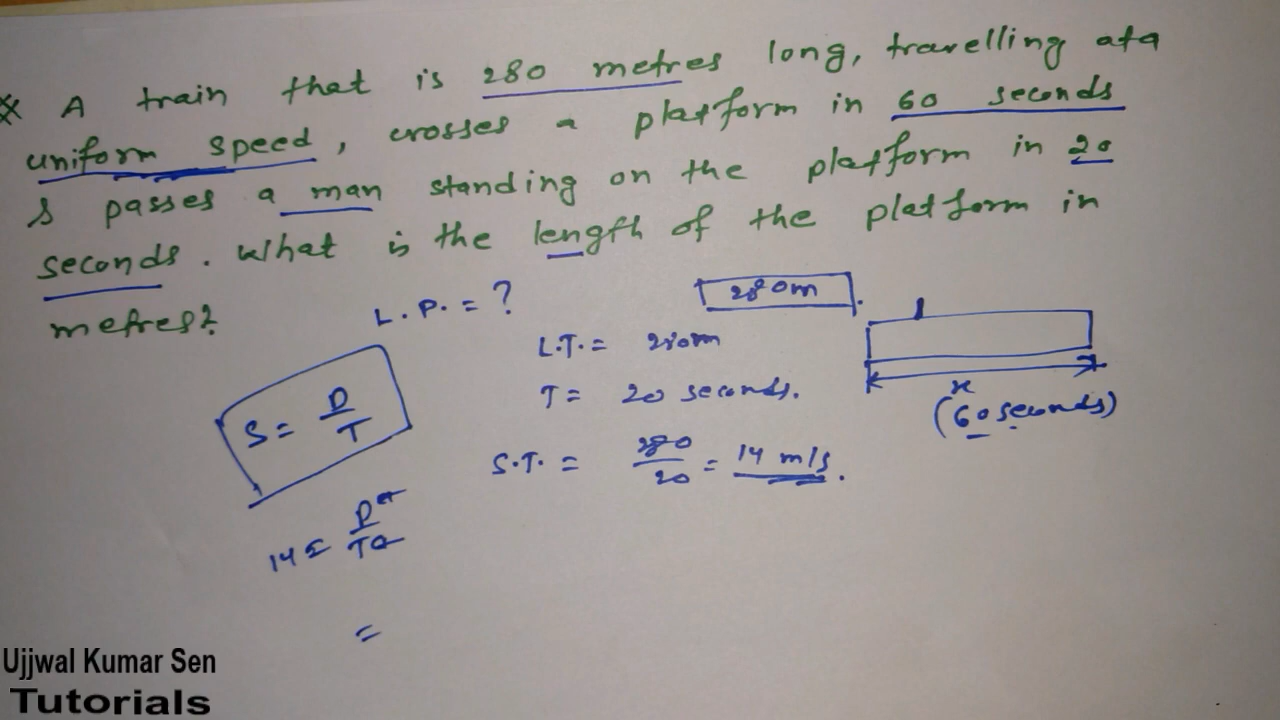 A train that is 280 metres long, travelling at a
uniform speed, crosses a platform in 60 seconds
& passes a man standing on the platform in 20
seconds. What is the length of the platform in
metres?
L.P. = ?
280m
L.T. = 280m
T = 20 seconds.
S.T. = 280/20 = 14 m/s.
x
(60 seconds)
S = D/T
14 =
=
Ujjwal Kumar Sen
Tutorials